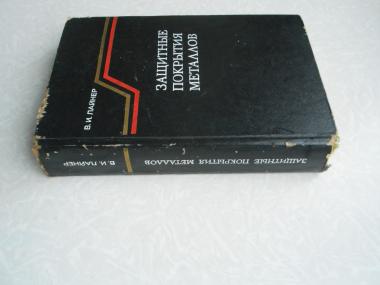 В. И. ЛАЙНЕР
ЗАЩИТНЫЕ
ПОКРЫТИЯ
МЕТАЛЛОВ
В. И. ЛАЙНЕР
ЗАЩИТНЫЕ ПОКРЫТИЯ МЕТАЛЛОВ